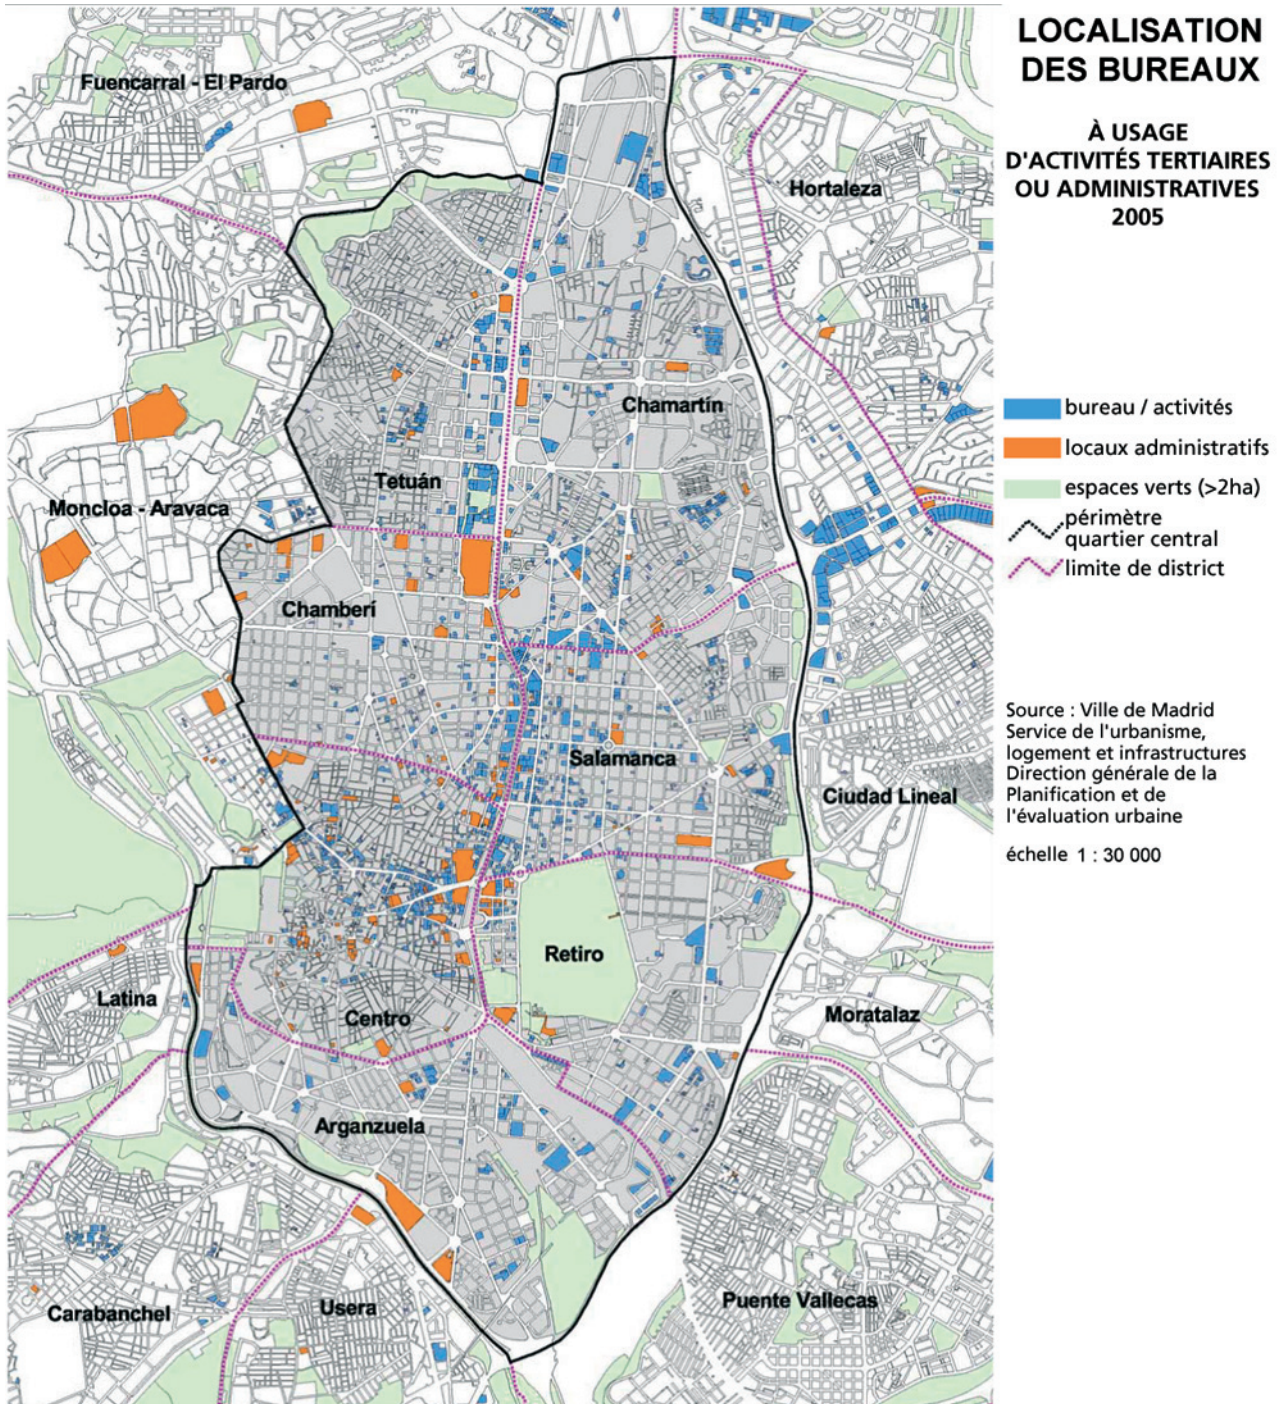 LOCALISATION
DES BUREAUX
À USAGE
D'ACTIVITÉS TERTIAIRES
OU ADMINISTRATIVES
2005
Fuencarral - El Pardo
Hortaleza
Chamartín
Tetuán
Moncloa - Aravaca
Chamberí
Salamanca
Ciudad Lineal
Retiro
Latina
Centro
Moratalaz
Arganzuela
Carabanchel
Usera
Puente Vallecas
bureau / activités
locaux administratifs
espaces verts (>2ha)
périmètre
quartier central
limite de district
Source : Ville de Madrid
Service de l'urbanisme,
logement et infrastructures
Direction générale de la
Planification et de
l'évaluation urbaine
échelle 1 : 30 000